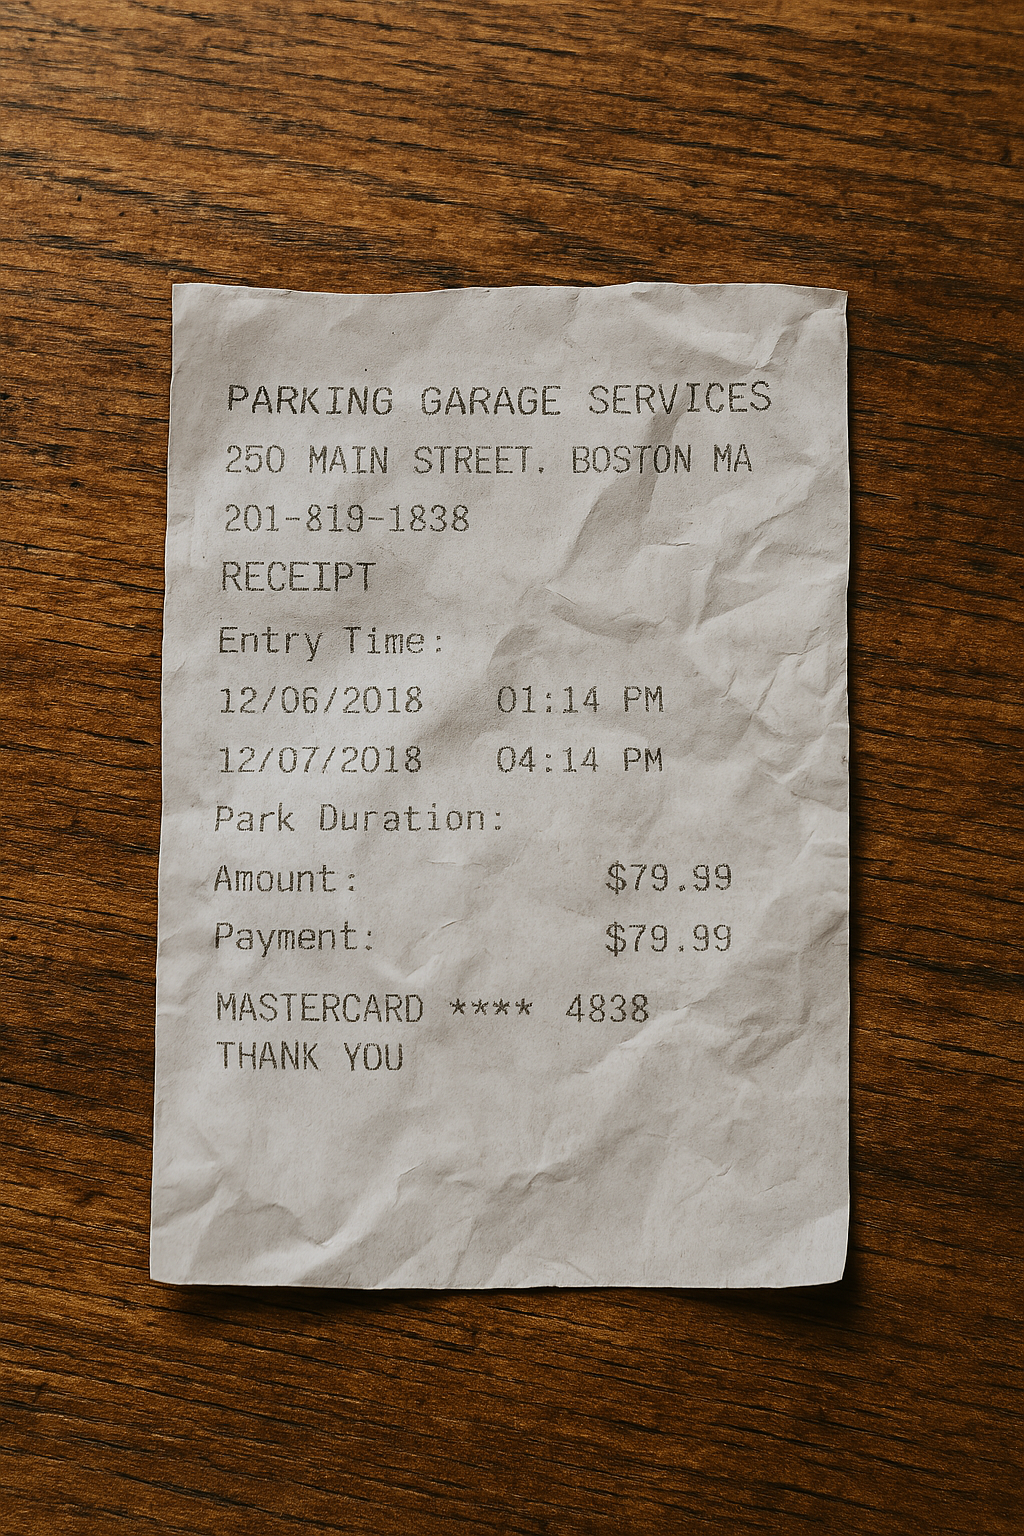 PARKING GARAGE SERVICES
250 MAIN STREET. BOSTON MA
201-819-1838
RECEIPT
Entry Time:
12/06/2018 01:14 PM
12/07/2018 04:14 PM
Park Duration:
Amount: $79.99
Payment: $79.99
MASTERCARD **** 4838
THANK YOU